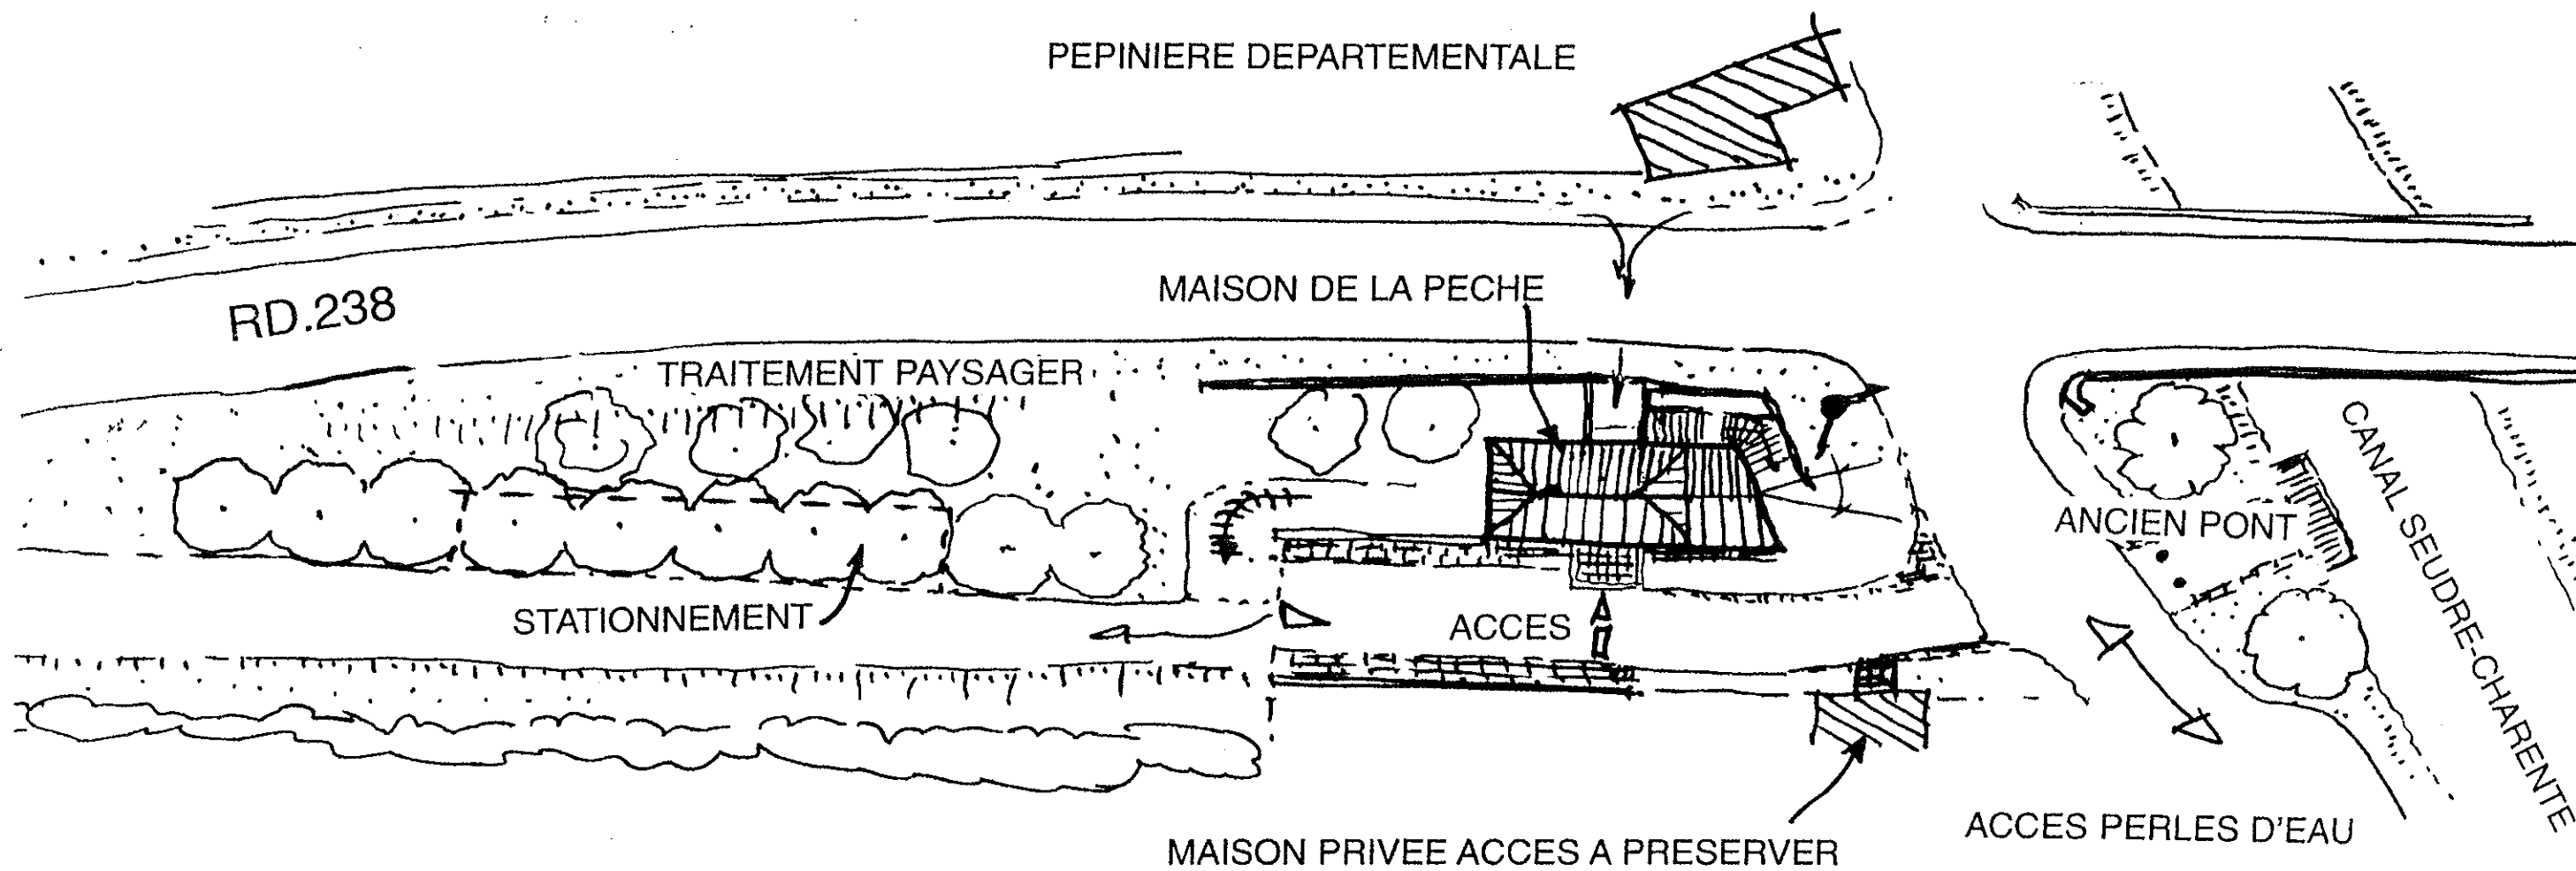 PEPINIERE DEPARTEMENTALE
MAISON DE LA PECHE
RD.238
TRAITEMENT PAYSAGER
CANAL SEUDRE-CHARENTE
ANCIEN PONT
STATIONNEMENT
ACCES
ACCES PERLES D'EAU
MAISON PRIVEE ACCES A PRESERVER